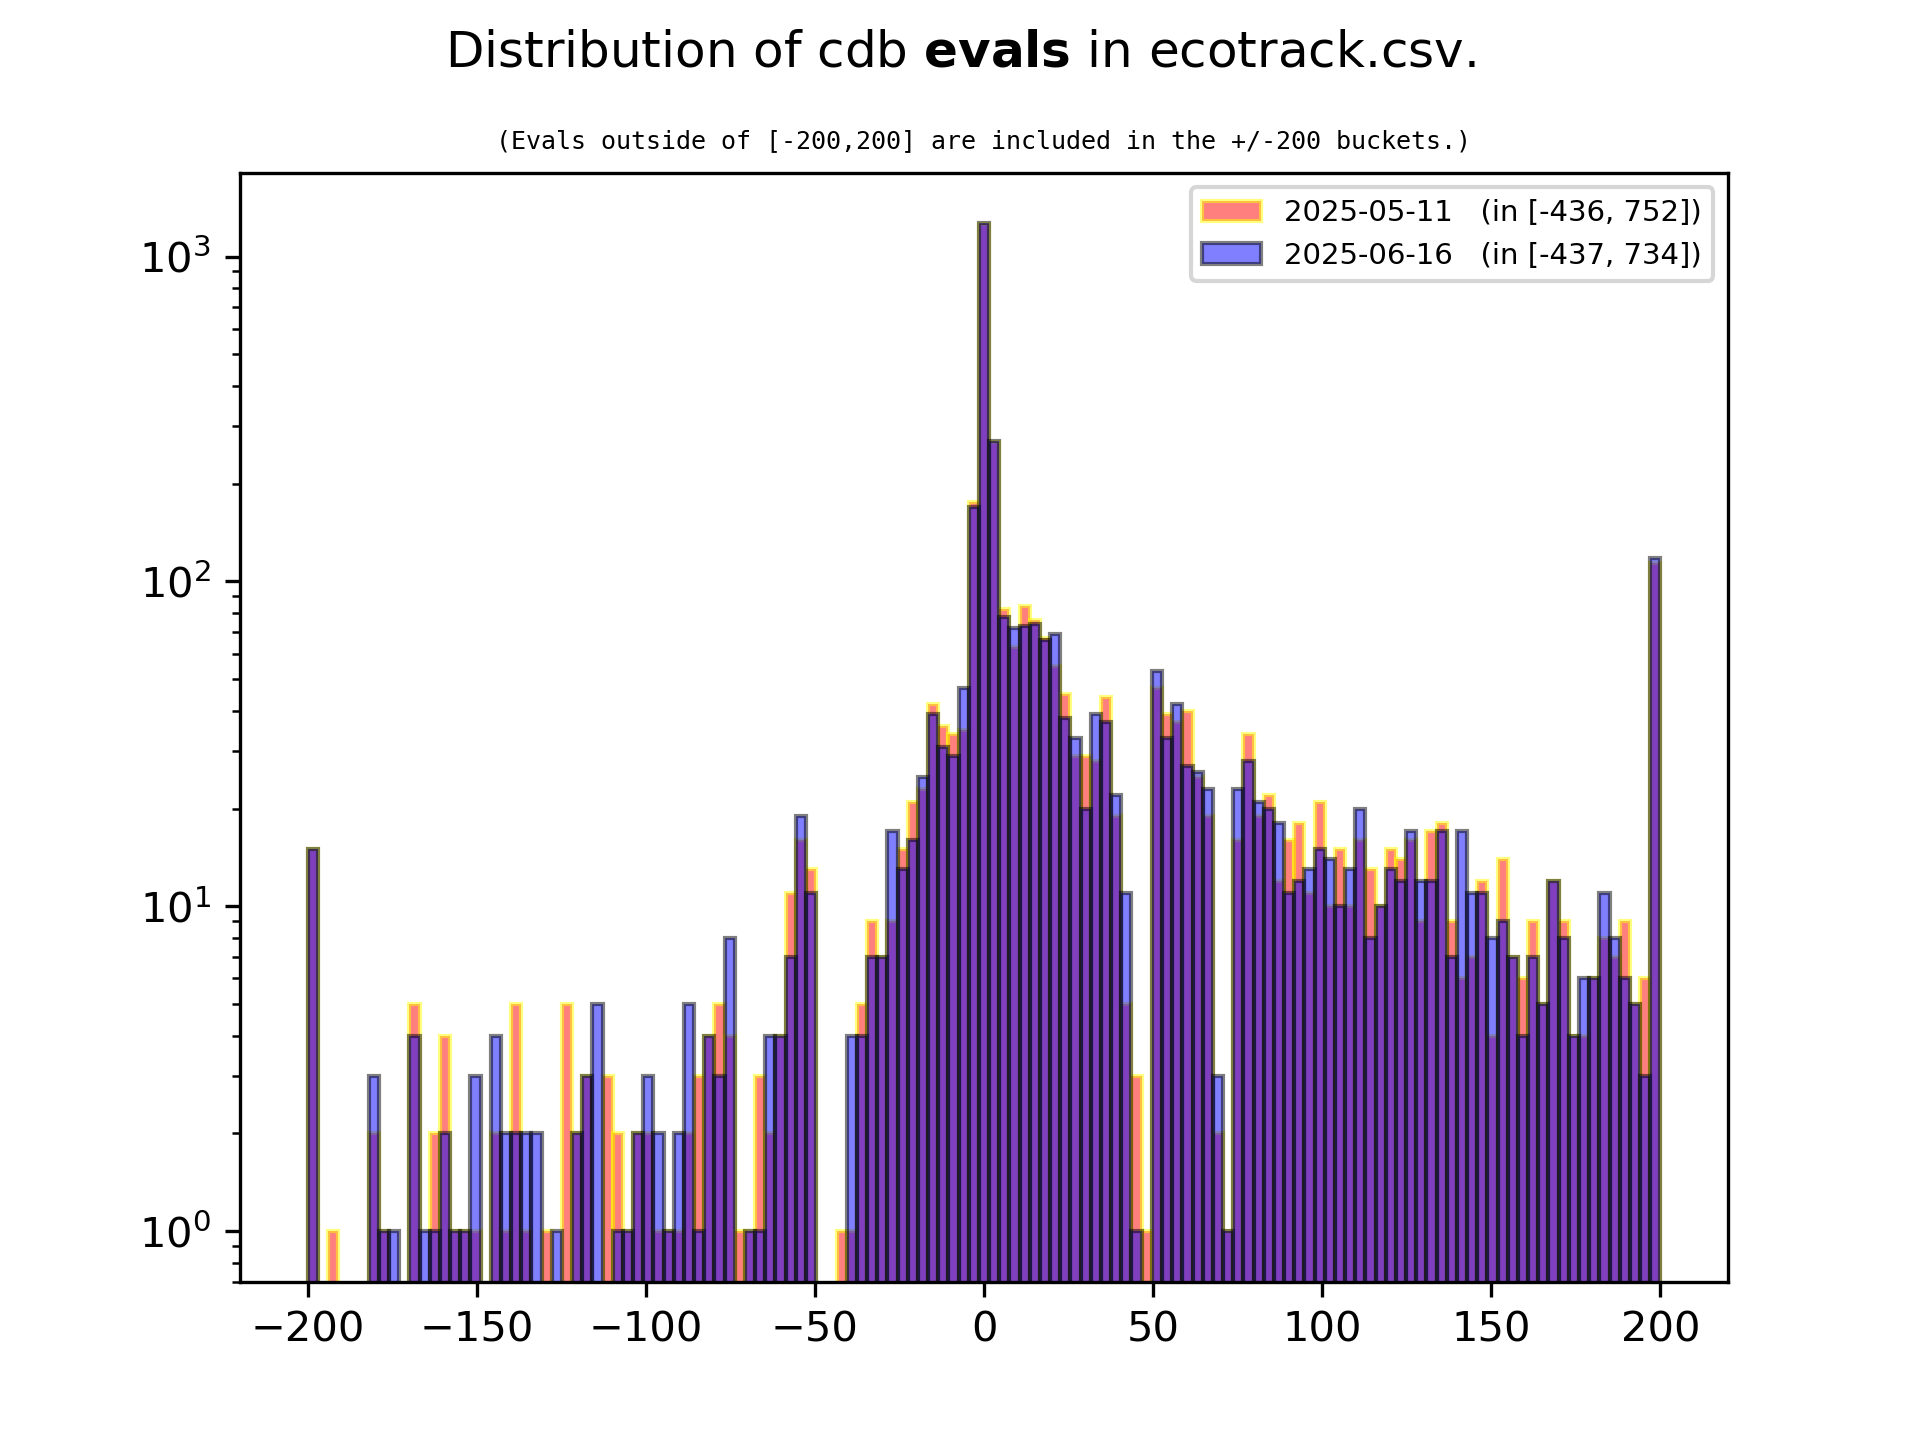 Distribution of cdb evals in ecotrack.csv.
(Evals outside of [-200,200] are included in the +/-200 buckets.)
2025-05-11 (in [-436, 752])
2025-06-16 (in [-437, 734])
10³
10²
10¹
10⁰
−200 −150 −100 −50 0 50 100 150 200